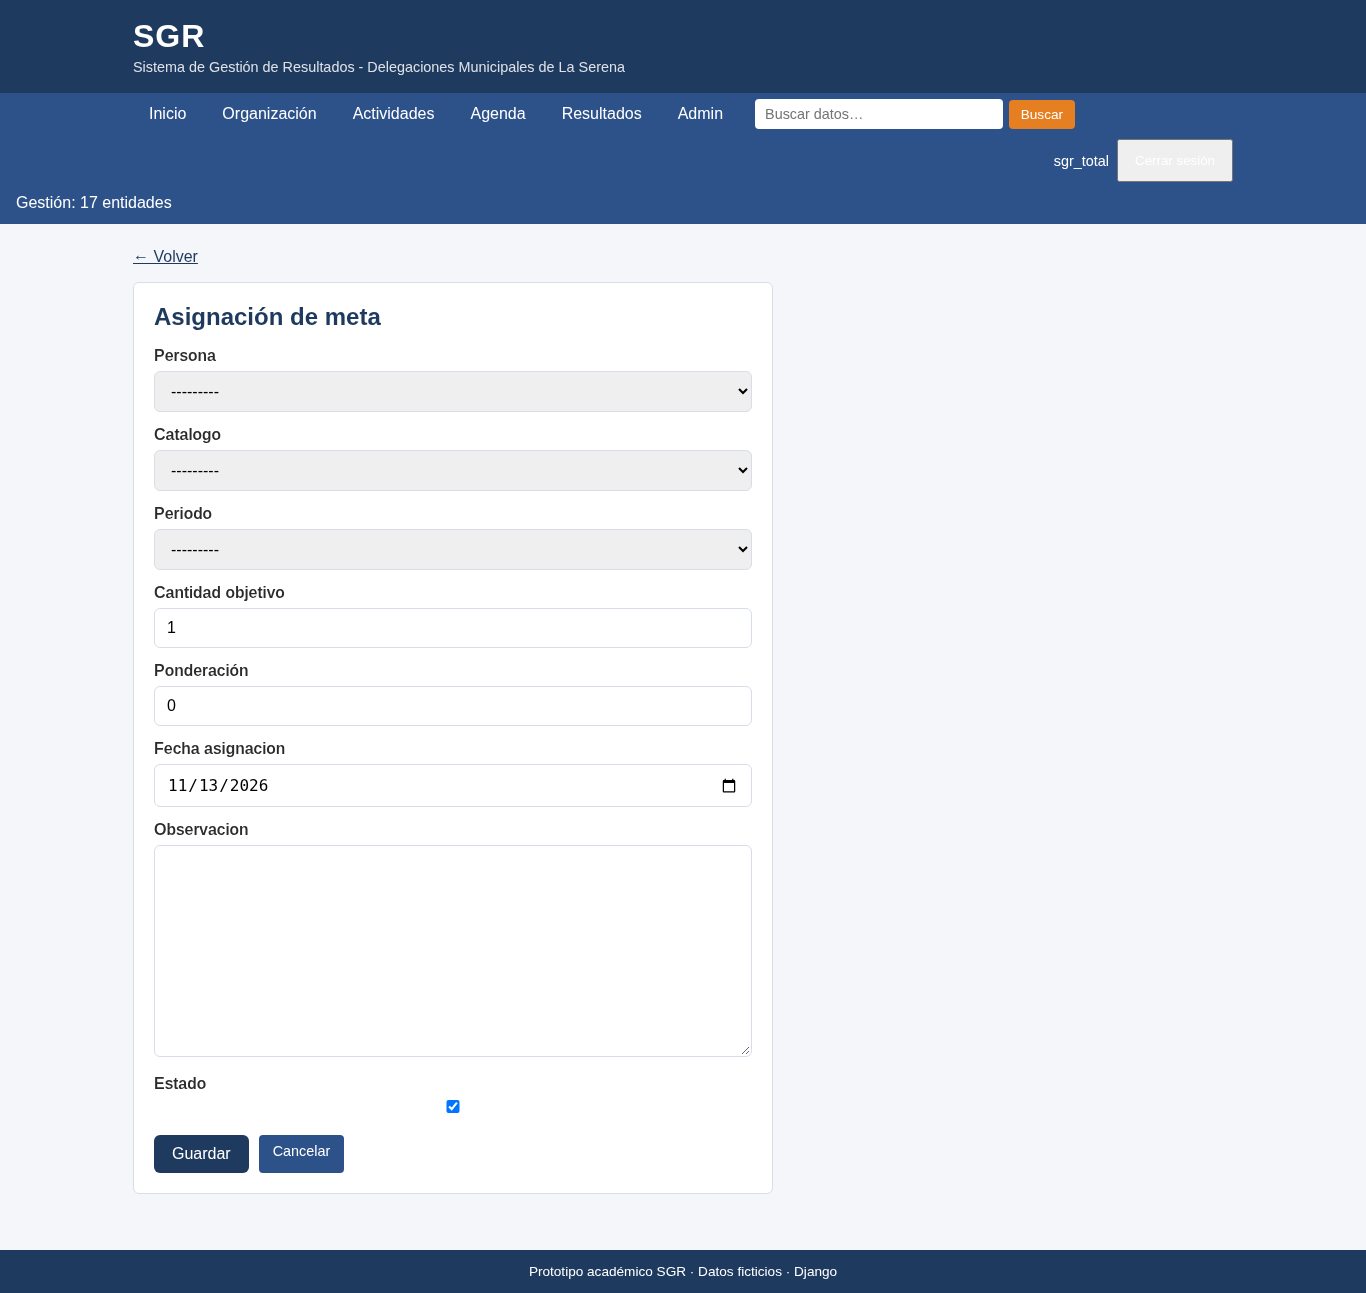 SGR
Sistema de Gestión de Resultados - Delegaciones Municipales de La Serena
Inicio Organización Actividades Agenda Resultados Admin Buscar datos… Buscar
sgr_total Cerrar sesión
Gestión: 17 entidades
← Volver
Asignación de meta
Persona
---------
Catalogo
---------
Periodo
---------
Cantidad objetivo
1
Ponderación
0
Fecha asignacion
11/13/2026
Observacion
Estado
Guardar Cancelar
Prototipo académico SGR · Datos ficticios · Django